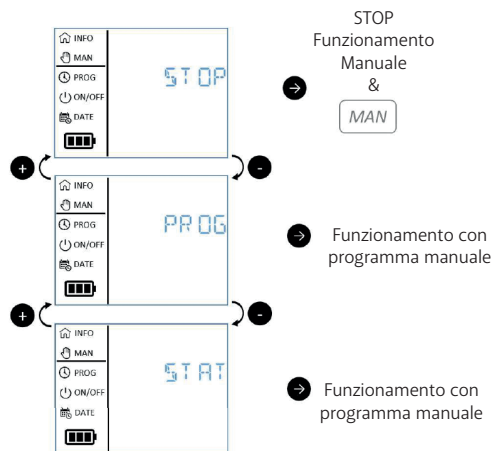 INFO
MAN
PROG
ON/OFF
DATE
STOP
STOP
Funzionamento
Manuale
&
MAN
+
-
INFO
MAN
PROG
ON/OFF
DATE
PROG
Funzionamento con
programma manuale
+
-
INFO
MAN
PROG
ON/OFF
DATE
STAT
Funzionamento con
programma manuale